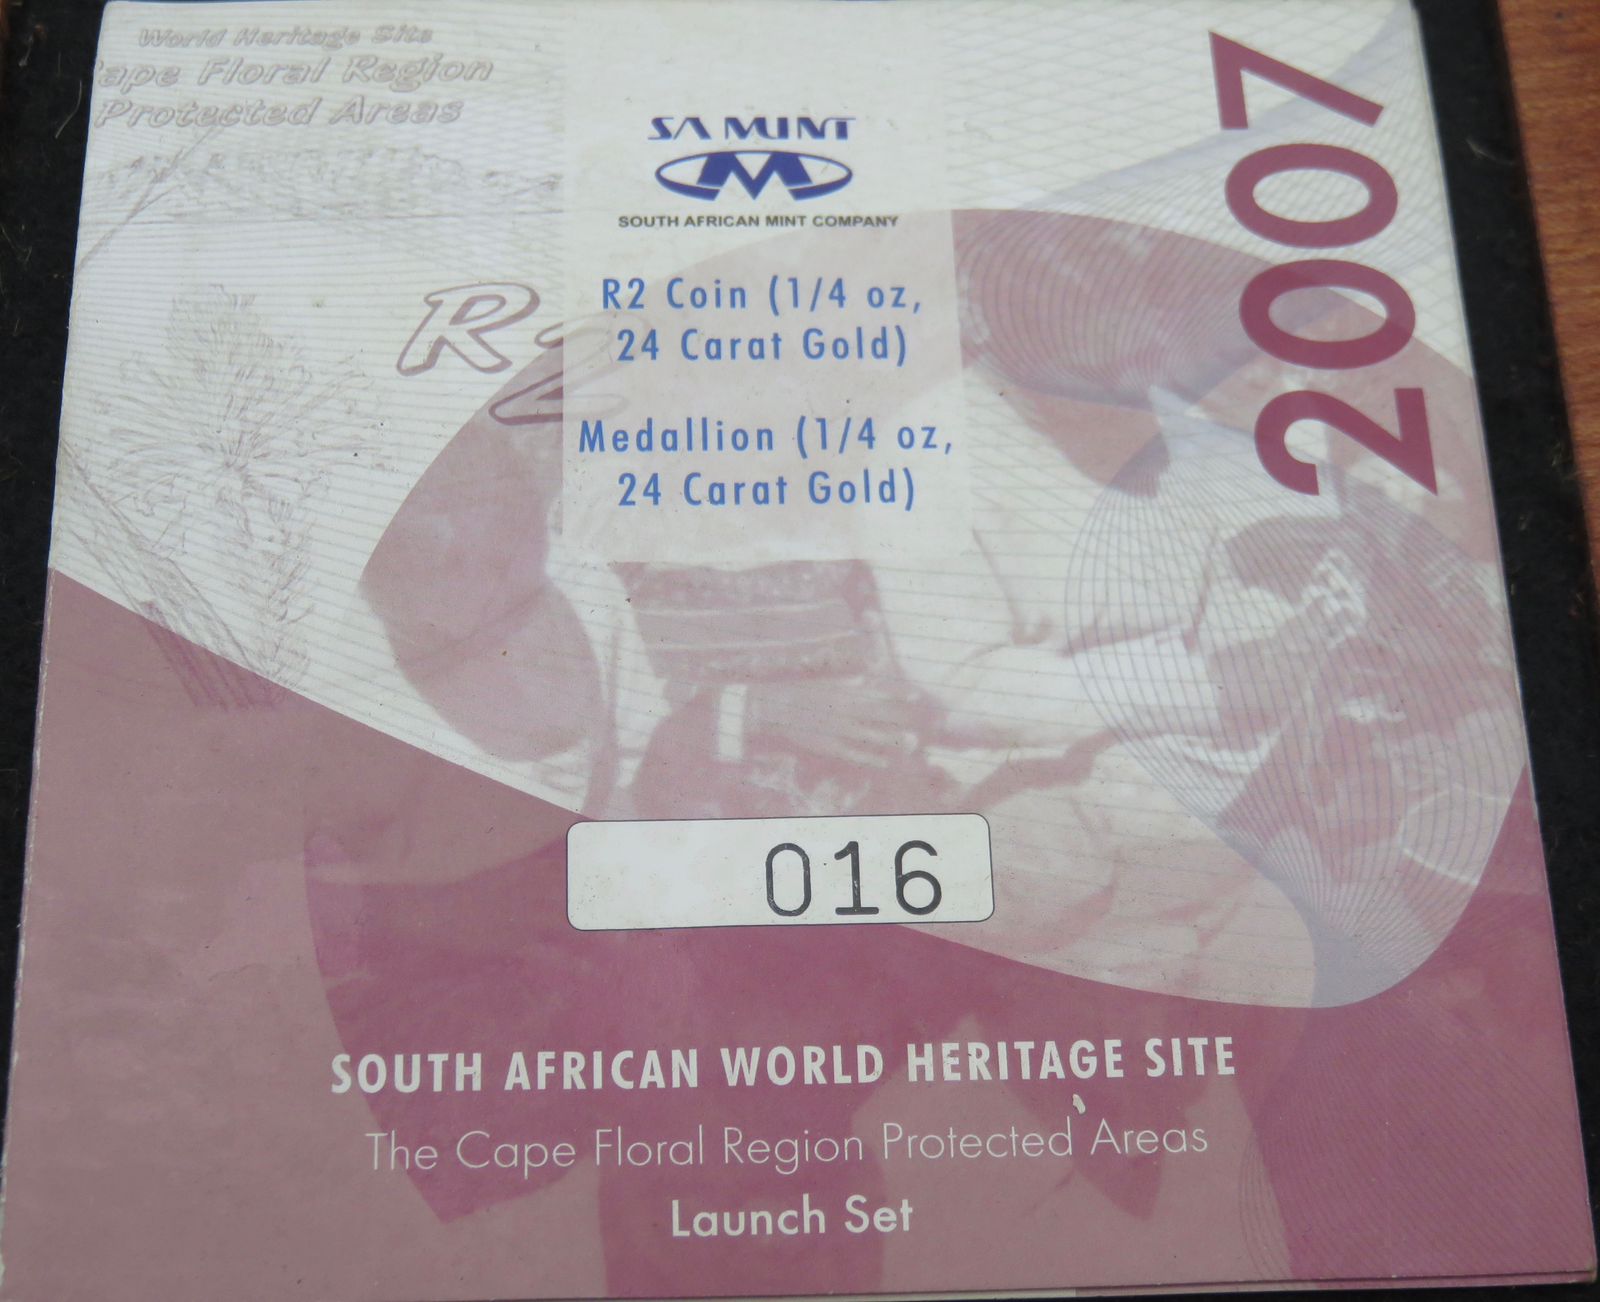 World Heritage Site
Cape Floral Region
Protected Areas
SA MINT
SOUTH AFRICAN MINT COMPANY
2007
R2
R2 Coin (1/4 oz,
24 Carat Gold)
Medallion (1/4 oz,
24 Carat Gold)
016
SOUTH AFRICAN WORLD HERITAGE SITE
The Cape Floral Region Protected Areas
Launch Set